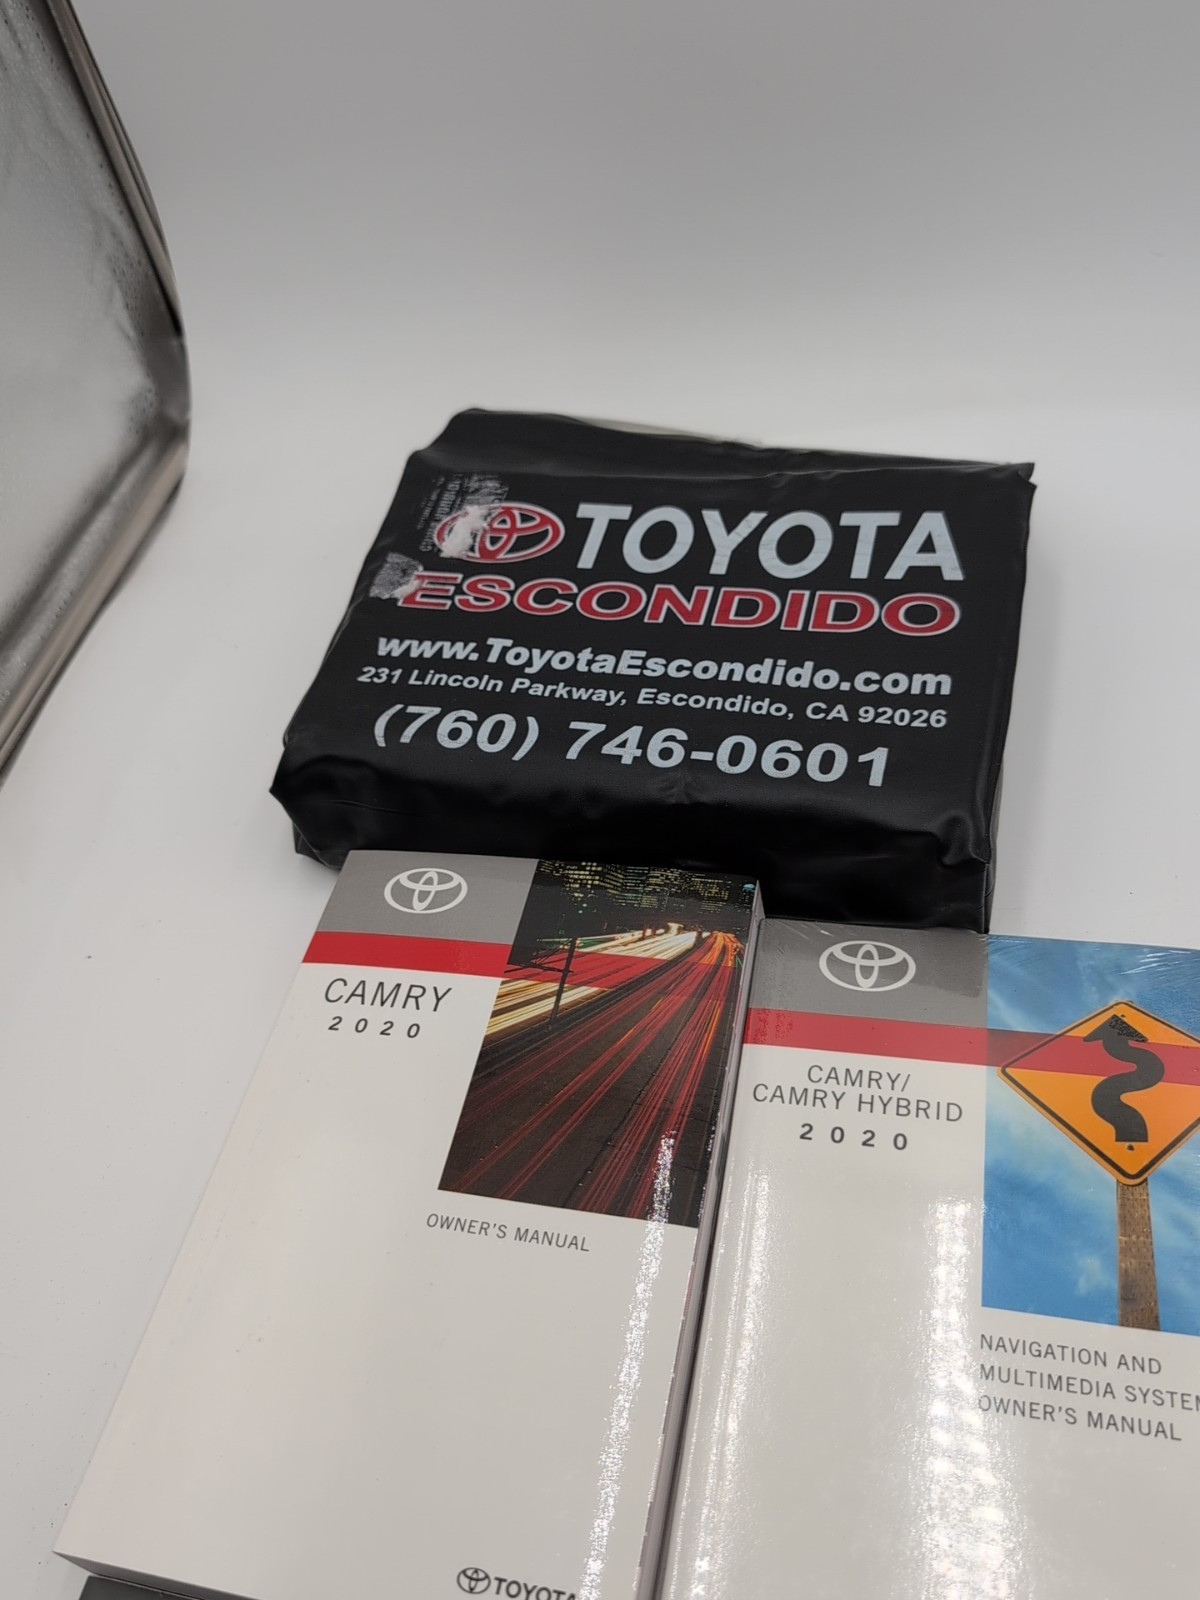 TOYOTA
ESCONDIDO
www.ToyotaEscondido.com
231 Lincoln Parkway, Escondido, CA 92026
(760) 746-0601
CAMRY
2020
OWNER'S MANUAL
TOYOTA
CAMRY/
CAMRY HYBRID
2020
NAVIGATION AND
MULTIMEDIA SYSTEM
OWNER'S MANUAL